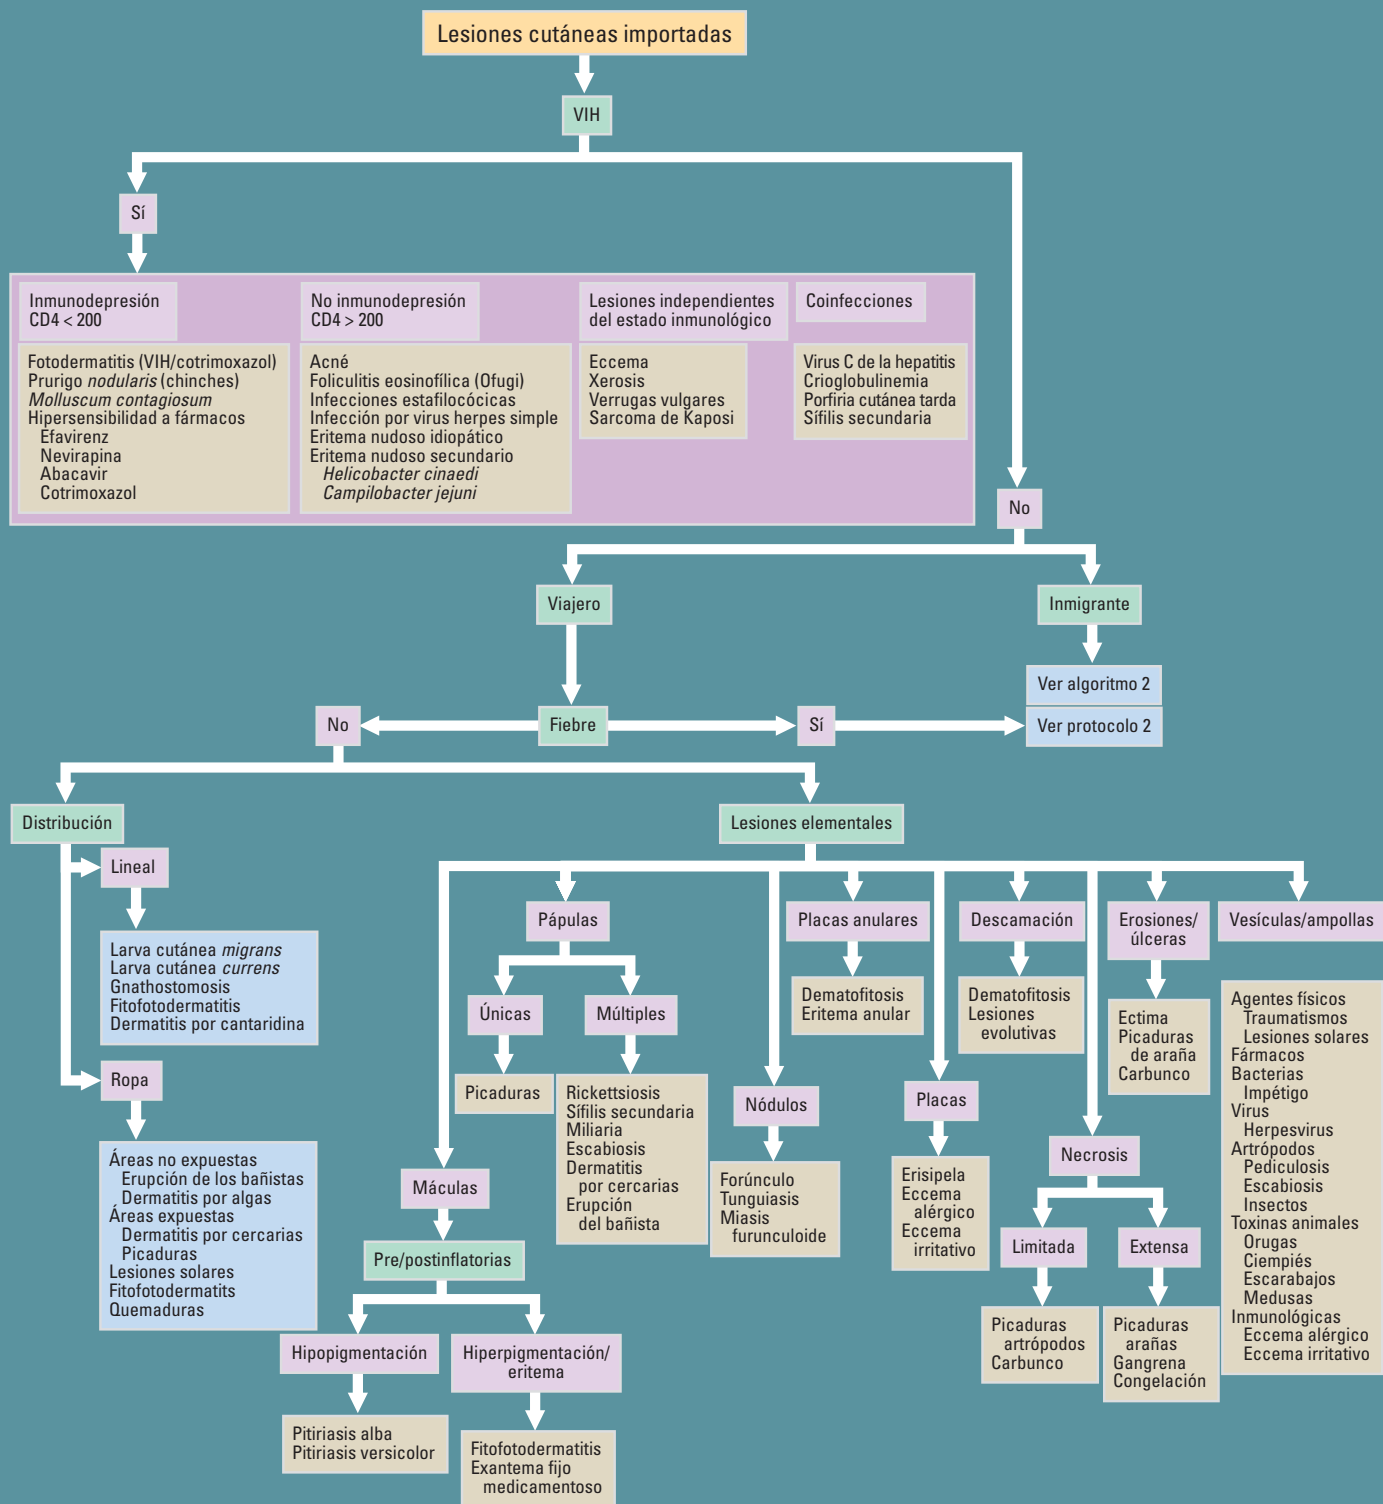 Lesiones cutáneas importadas
VIH
Sí
Inmunodepresión
CD4 < 200
Fotodermatitis (VIH/cotrimoxazol)
Prurigo nodularis (chinches)
Molluscum contagiosum
Hipersensibilidad a fármacos
Efavirenz
Nevirapina
Abacavir
Cotrimoxazol
No inmunodepresión
CD4 > 200
Acné
Foliculitis eosinofílica (Ofugi)
Infecciones estafilocócicas
Infección por virus herpes simple
Eritema nudoso idiopático
Eritema nudoso secundario
Helicobacter cinaedi
Campilobacter jejuni
Lesiones independientes
del estado inmunológico
Eccema
Xerosis
Verrugas vulgares
Sarcoma de Kaposi
Coinfecciones
Virus C de la hepatitis
Crioglobulinemia
Porfiria cutánea tarda
Sífilis secundaria
No
Viajero
Inmigrante
Ver algoritmo 2
No
Fiebre
Sí
Ver protocolo 2
Distribución
Lineal
Larva cutánea migrans
Larva cutánea currens
Gnathostomosis
Fitofotodermatitis
Dermatitis por cantaridina
Ropa
Áreas no expuestas
Erupción de los bañistas
Dermatitis por algas
Áreas expuestas
Dermatitis por cercarias
Picaduras
Lesiones solares
Fitofotodermatits
Quemaduras
Lesiones elementales
Máculas
Pre/postinflatorias
Hipopigmentación
Pitiriasis alba
Pitiriasis versicolor
Hiperpigmentación/
eritema
Fitofotodermatitis
Exantema fijo
medicamentoso
Pápulas
Únicas
Picaduras
Múltiples
Rickettsiosis
Sífilis secundaria
Miliaria
Escabiosis
Dermatitis
por cercarias
Erupción
del bañista
Nódulos
Forúnculo
Tunguiasis
Miasis
furunculoide
Placas anulares
Dematofitosis
Eritema anular
Placas
Erisipela
Eccema
alérgico
Eccema
irritativo
Descamación
Dematofitosis
Lesiones
evolutivas
Necrosis
Limitada
Picaduras
artrópodos
Carbunco
Extensa
Picaduras
arañas
Gangrena
Congelación
Erosiones/
úlceras
Ectima
Picaduras
de araña
Carbunco
Vesículas/ampollas
Agentes físicos
Traumatismos
Lesiones solares
Fármacos
Bacterias
Impétigo
Virus
Herpesvirus
Artrópodos
Pediculosis
Escabiosis
Insectos
Toxinas animales
Orugas
Ciempiés
Escarabajos
Medusas
Inmunológicas
Eccema alérgico
Eccema irritativo